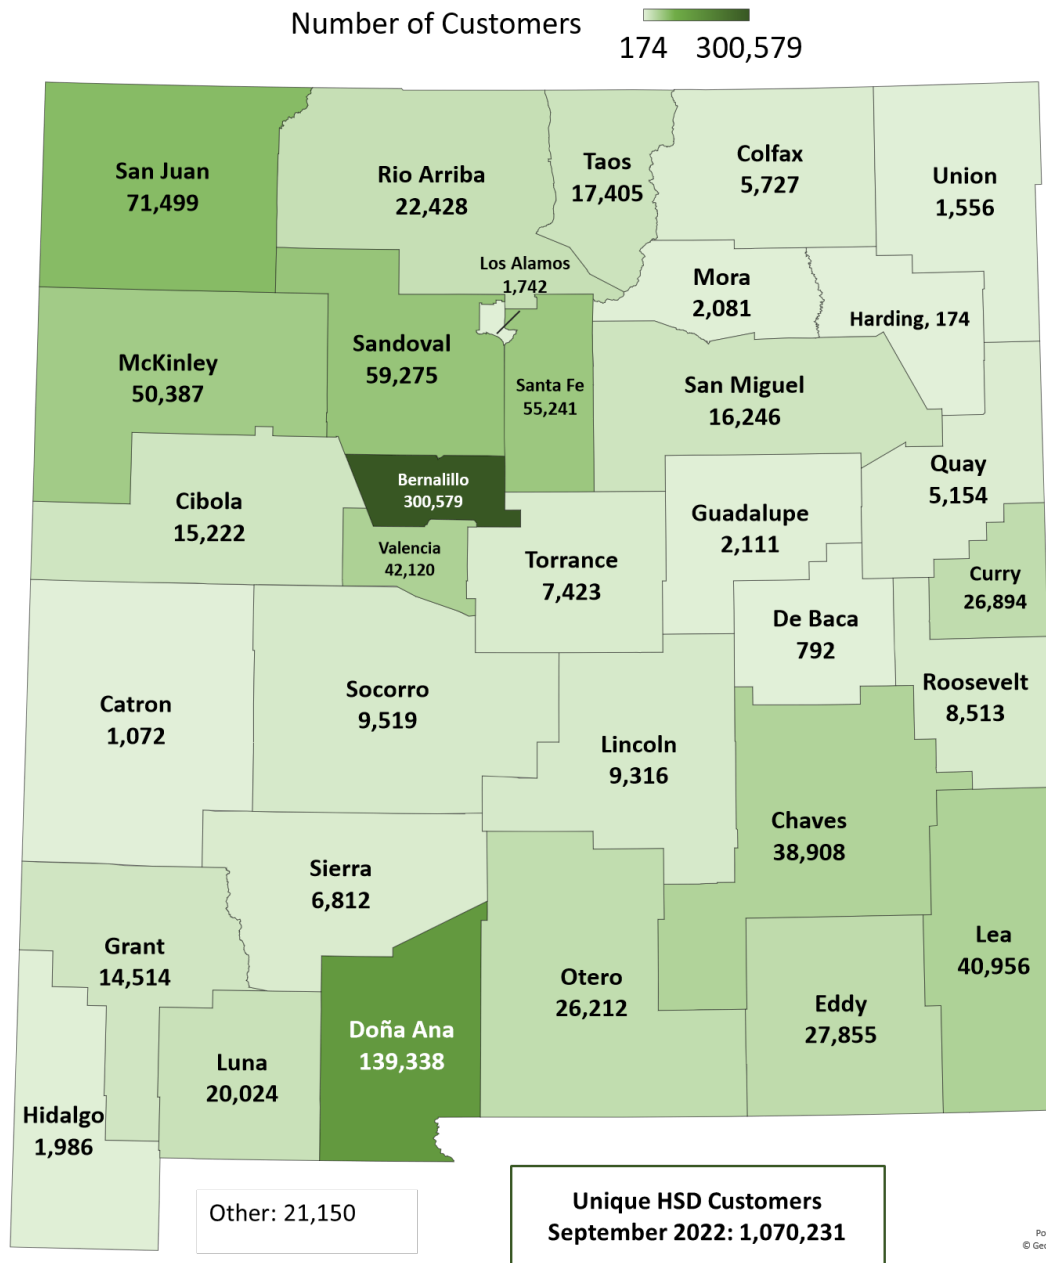 Number of Customers
174 300,579
San Juan
71,499
Rio Arriba
22,428
Taos
17,405
Colfax
5,727
Union
1,556
Los Alamos
1,742
Mora
2,081
Harding, 174
McKinley
50,387
Sandoval
59,275
Santa Fe
55,241
San Miguel
16,246
Quay
5,154
Cibola
15,222
Bernalillo
300,579
Valencia
42,120
Torrance
7,423
Guadalupe
2,111
Curry
26,894
De Baca
792
Catron
1,072
Socorro
9,519
Lincoln
9,316
Roosevelt
8,513
Chaves
38,908
Sierra
6,812
Grant
14,514
Doña Ana
139,338
Otero
26,212
Eddy
27,855
Lea
40,956
Luna
20,024
Hidalgo
1,986
Other: 21,150
Unique HSD Customers
September 2022: 1,070,231
Po
© Geo